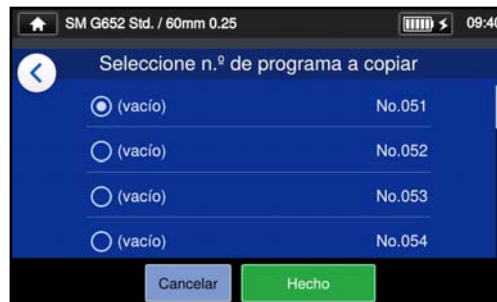 SM G652 Std. / 60mm 0.25 09:40
Seleccione n.º de programa a copiar
(vacío) No.051
(vacío) No.052
(vacío) No.053
(vacío) No.054
Cancelar Hecho